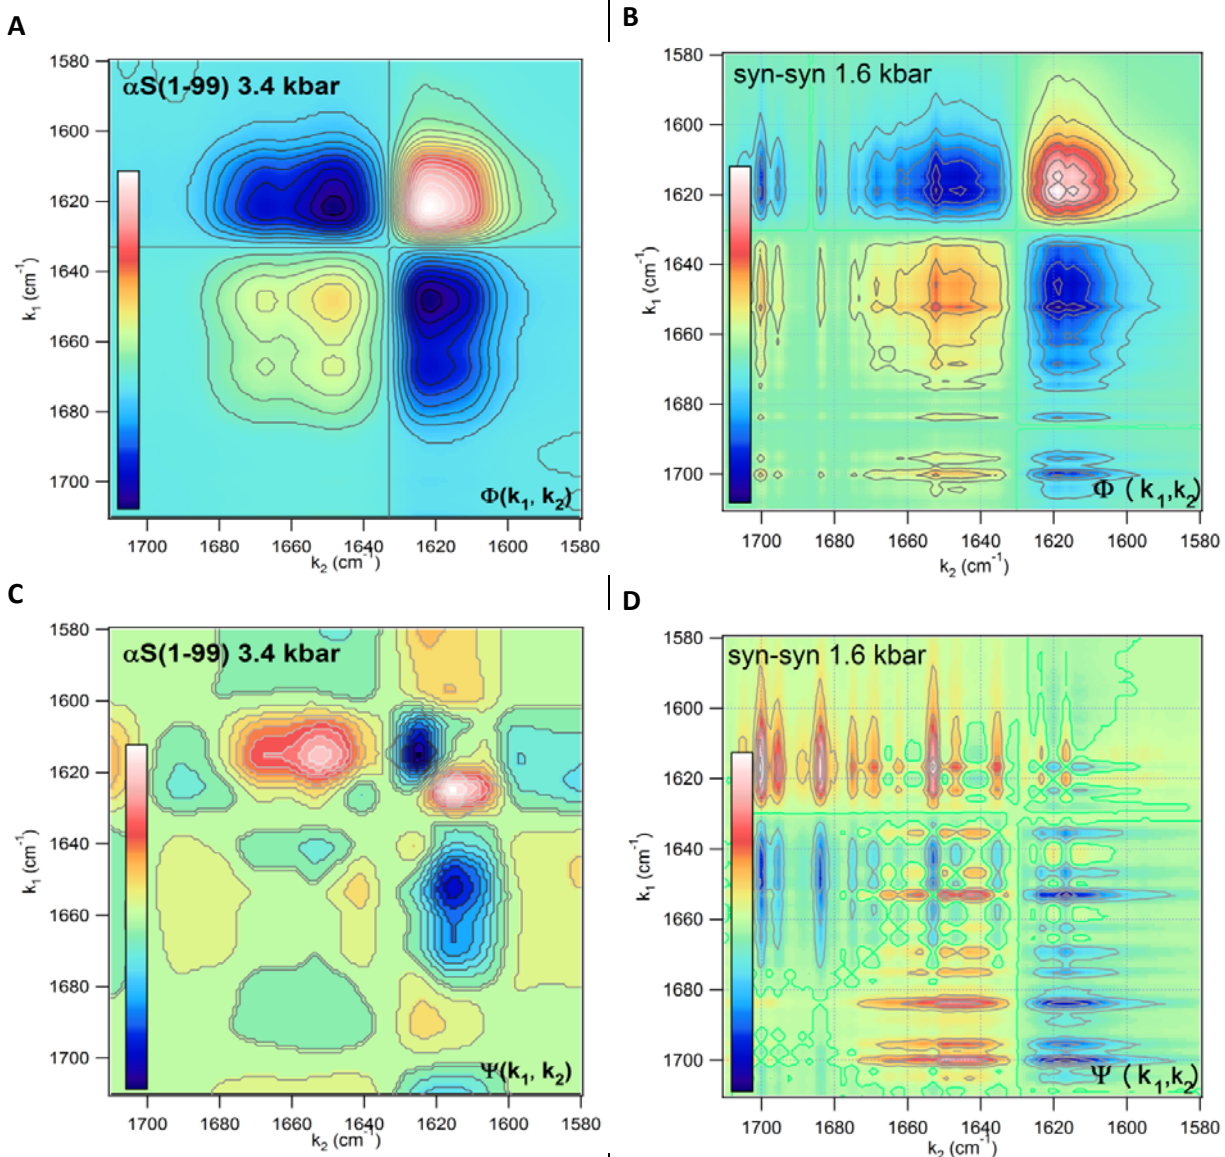 A
αS(1-99) 3.4 kbar
1580
1600
1620
1640
1660
1680
1700
k1 (cm-1)
Φ(k1, k2)
1700 1680 1660 1640 1620 1600 1580
k2 (cm-1)
B
syn-syn 1.6 kbar
1580
1600
1620
1640
1660
1680
1700
k1 (cm-1)
Φ (k1,k2)
1700 1680 1660 1640 1620 1600 1580
k2 (cm-1)
C
αS(1-99) 3.4 kbar
1580
1600
1620
1640
1660
1680
1700
k1 (cm-1)
Ψ(k1, k2)
1700 1680 1660 1640 1620 1600 1580
k2 (cm-1)
D
syn-syn 1.6 kbar
1580
1600
1620
1640
1660
1680
1700
k1 (cm-1)
Ψ (k1,k2)
1700 1680 1660 1640 1620 1600 1580
k2 (cm-1)